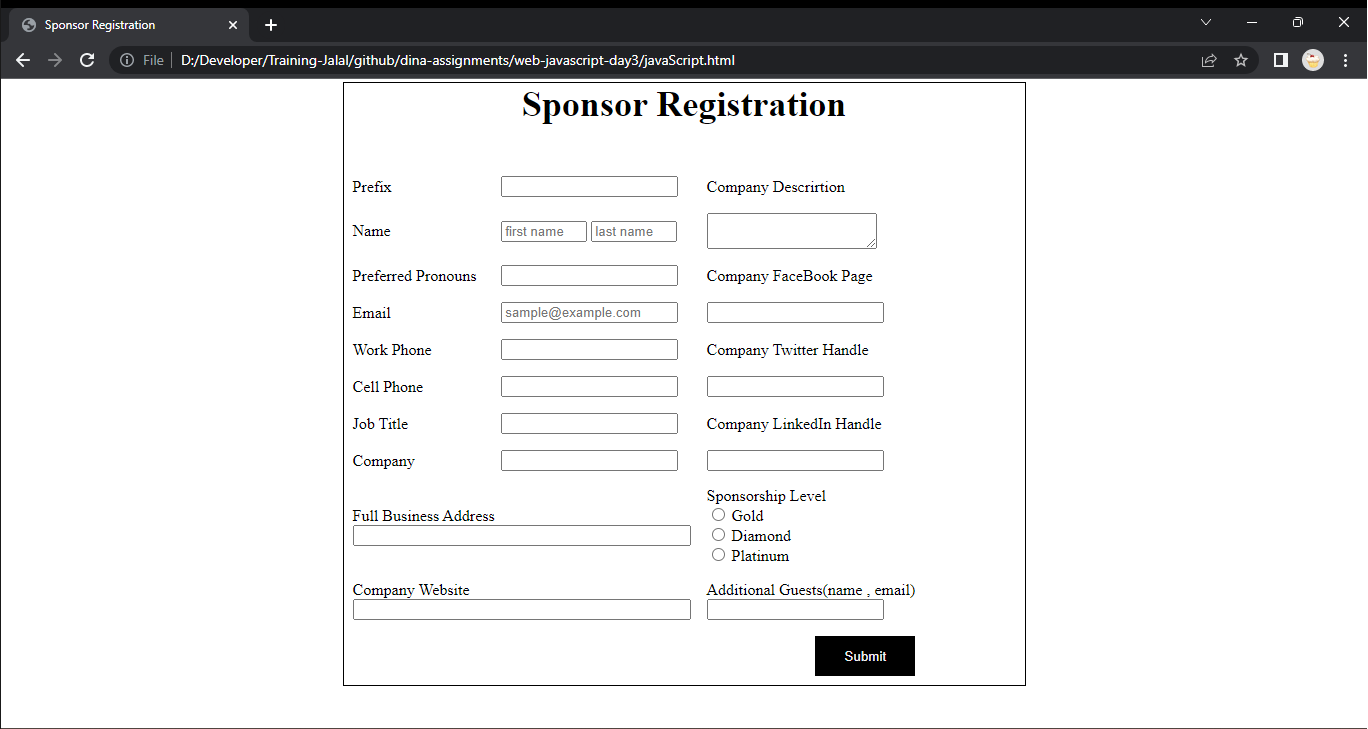 Sponsor Registration
File D:/Developer/Training-Jalal/github/dina-assignments/web-javascript-day3/javaScript.html
Sponsor Registration
Prefix Company Descrirtion
Name first name last name
Preferred Pronouns Company FaceBook Page
Email sample@example.com
Work Phone Company Twitter Handle
Cell Phone
Job Title Company LinkedIn Handle
Company
Sponsorship Level
Full Business Address Gold
Diamond
Platinum
Company Website Additional Guests(name , email)
Submit